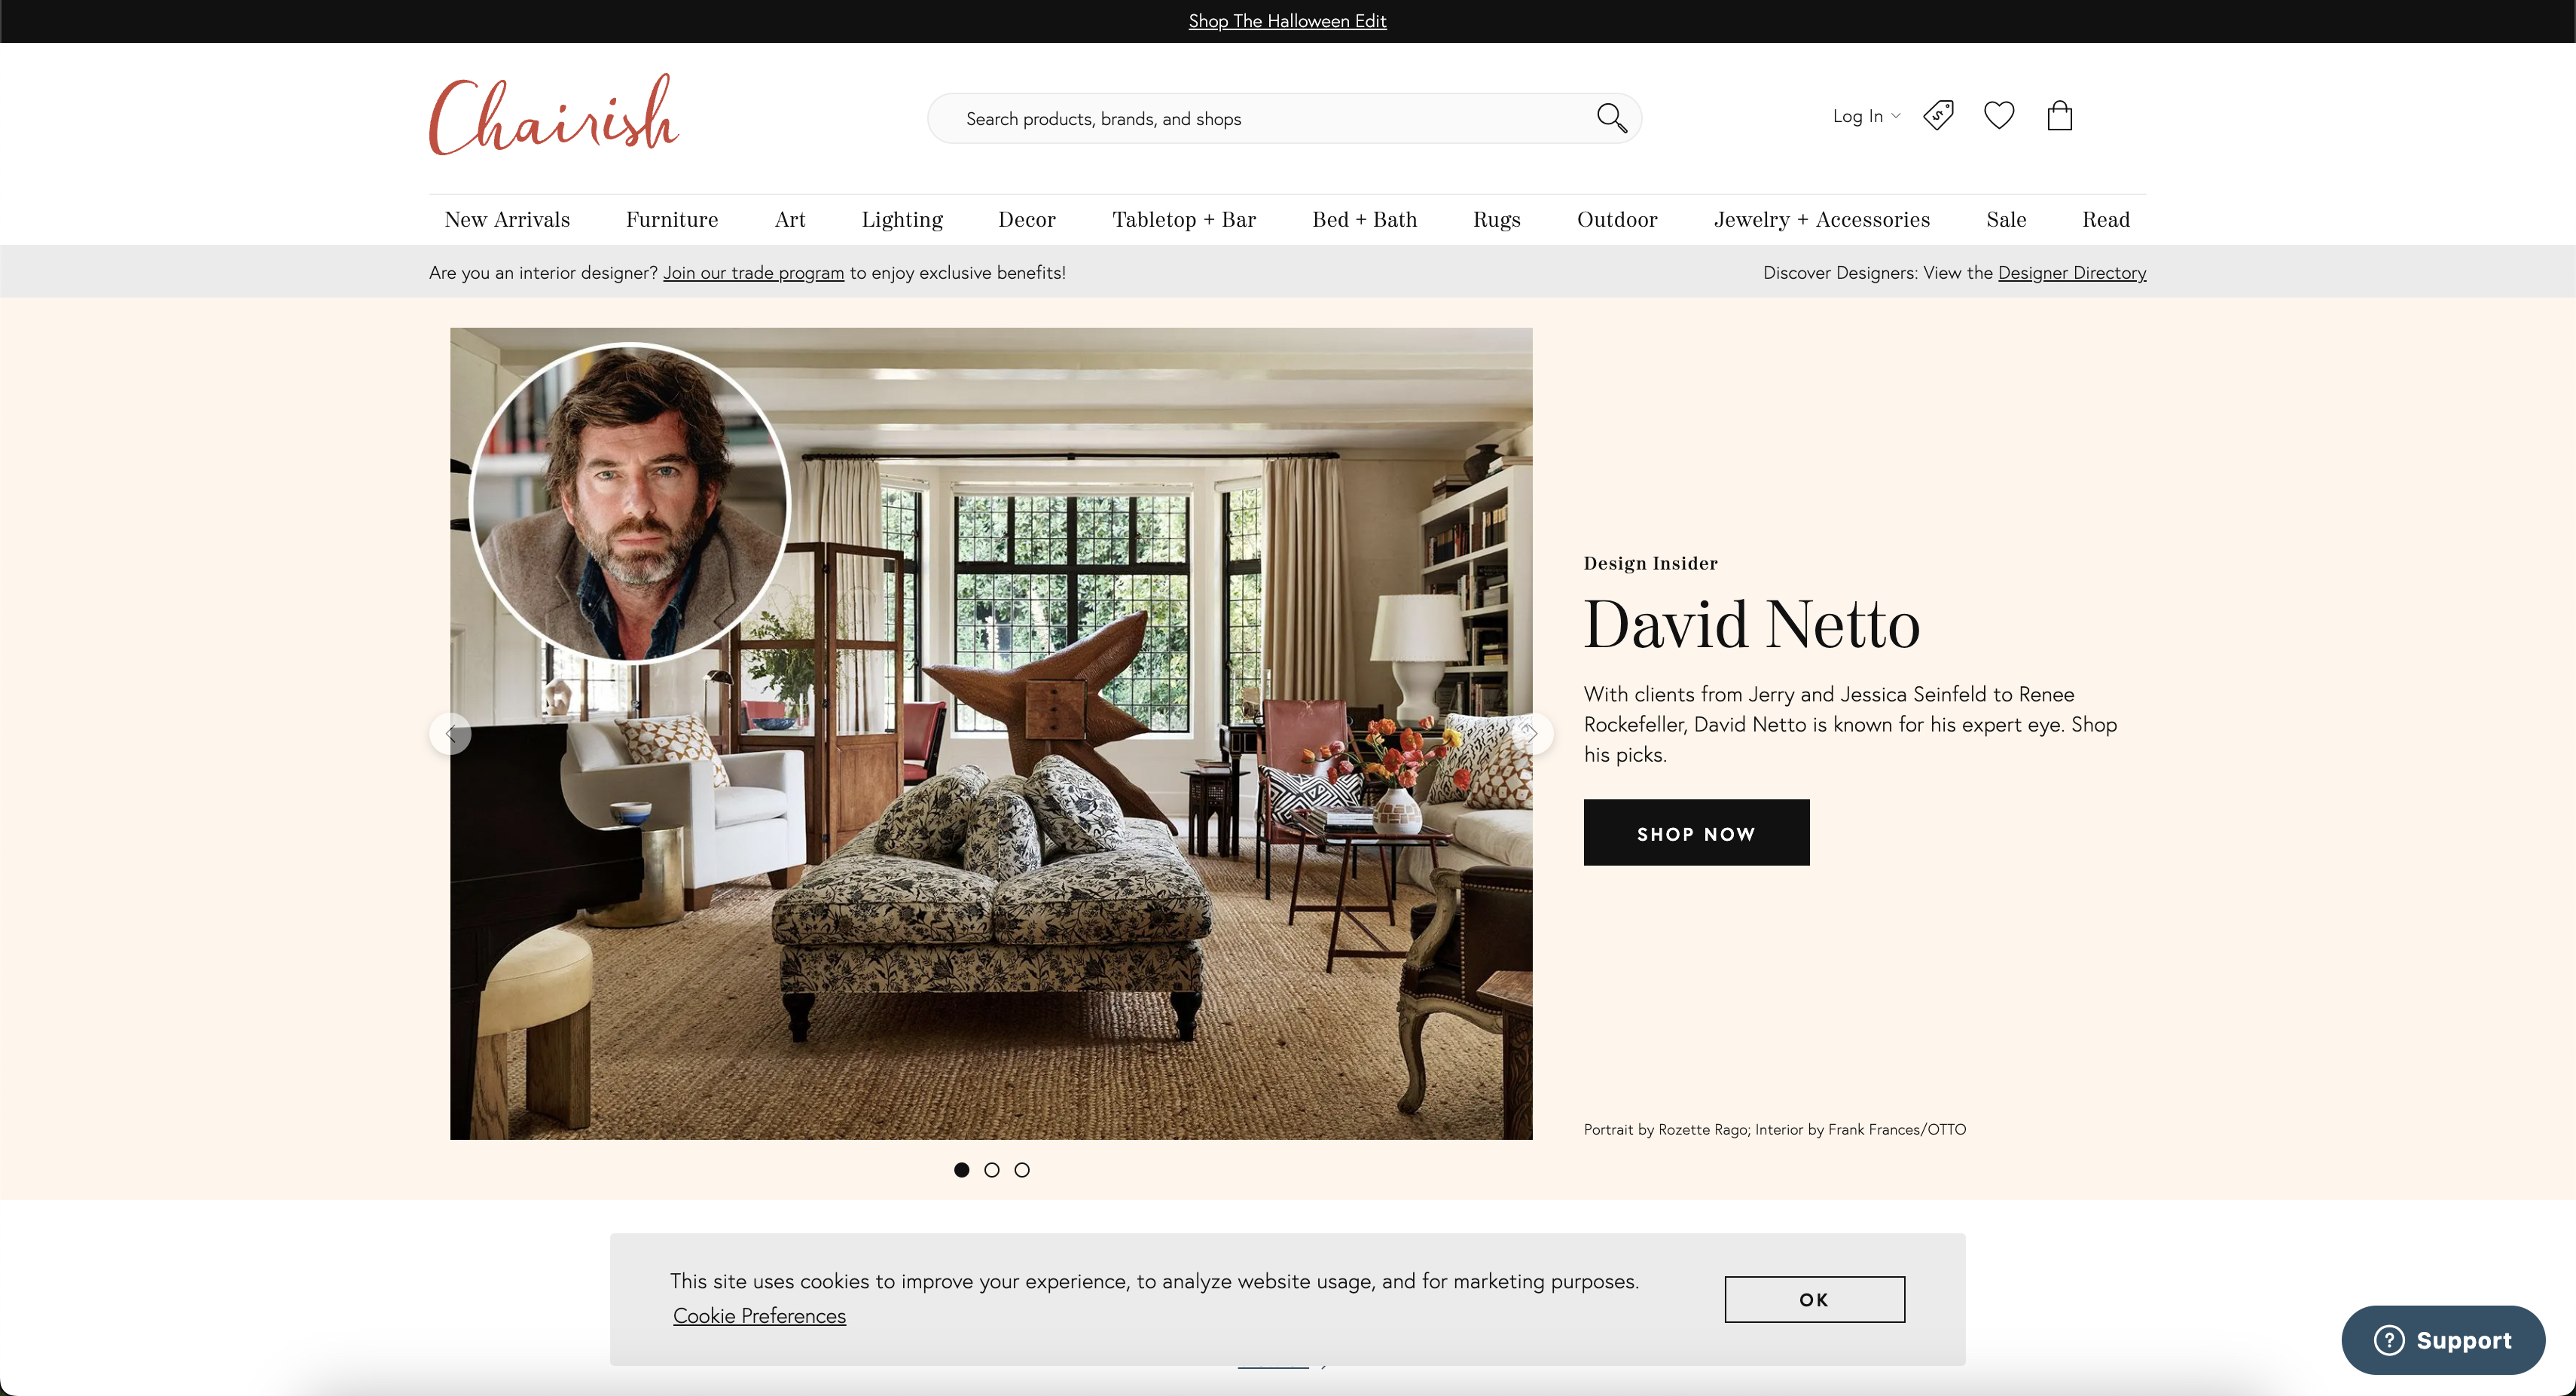 Shop The Halloween Edit
Chairish
Search products, brands, and shops
Log In
New Arrivals
Furniture
Art
Lighting
Decor
Tabletop + Bar
Bed + Bath
Rugs
Outdoor
Jewelry + Accessories
Sale
Read
Are you an interior designer? Join our trade program to enjoy exclusive benefits!
Discover Designers: View the Designer Directory
Design Insider
David Netto
With clients from Jerry and Jessica Seinfeld to Renee
Rockefeller, David Netto is known for his expert eye. Shop
his picks.
SHOP NOW
Portrait by Rozette Rago; Interior by Frank Frances/OTTO
This site uses cookies to improve your experience, to analyze website usage, and for marketing purposes.
Cookie Preferences
OK
Support